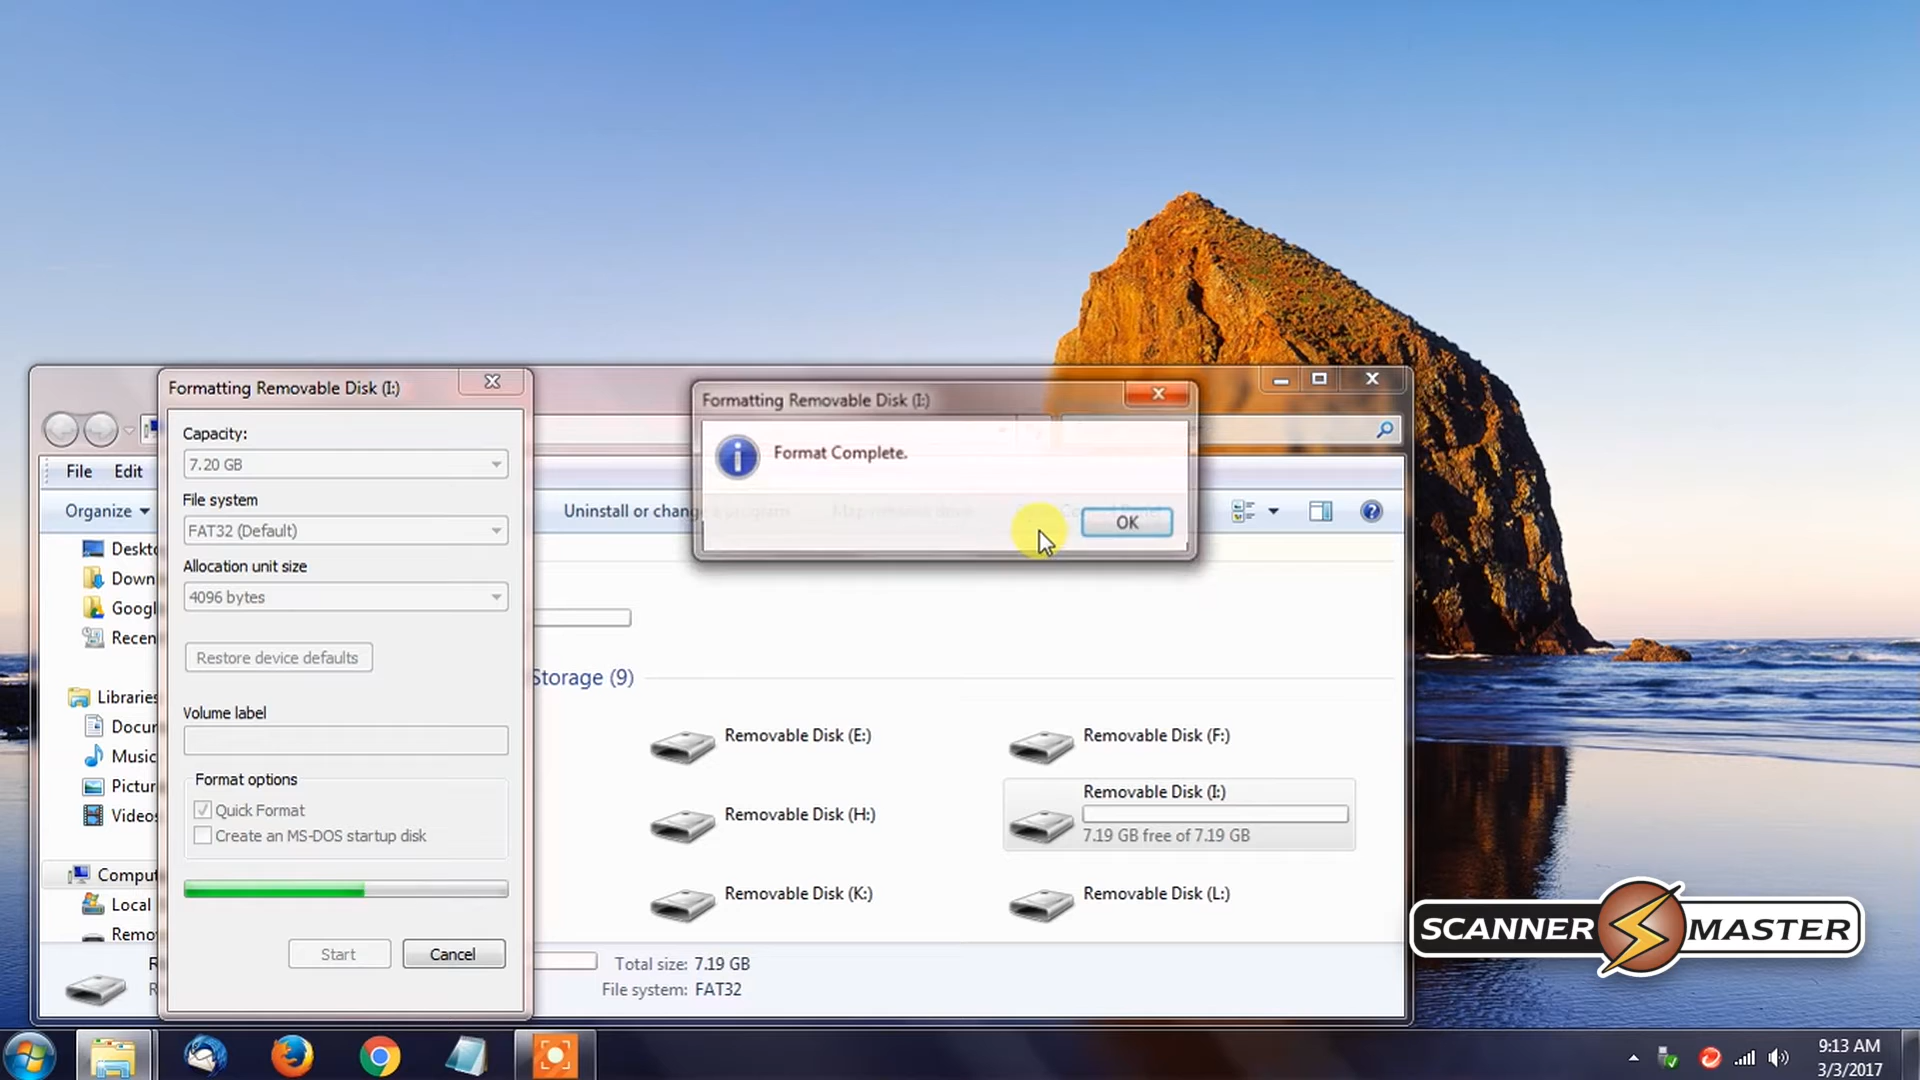 Formatting Removable Disk (I:)
Capacity:
7.20 GB
File system
FAT32 (Default)
Allocation unit size
4096 bytes
Restore device defaults
Volume label
Format options
Quick Format
Create an MS-DOS startup disk
Start
Cancel
Formatting Removable Disk (I:)
Format Complete.
OK
File Edit
Organize
Uninstall or chang
Deskto
Down
Googl
Recen
Libraries
Docu
Music
Pictur
Videos
Comput
Local
Remo
Storage (9)
Removable Disk (E:)
Removable Disk (F:)
Removable Disk (H:)
Removable Disk (I:)
7.19 GB free of 7.19 GB
Removable Disk (K:)
Removable Disk (L:)
Total size: 7.19 GB
File system: FAT32
SCANNER MASTER
9:13 AM
3/3/2017